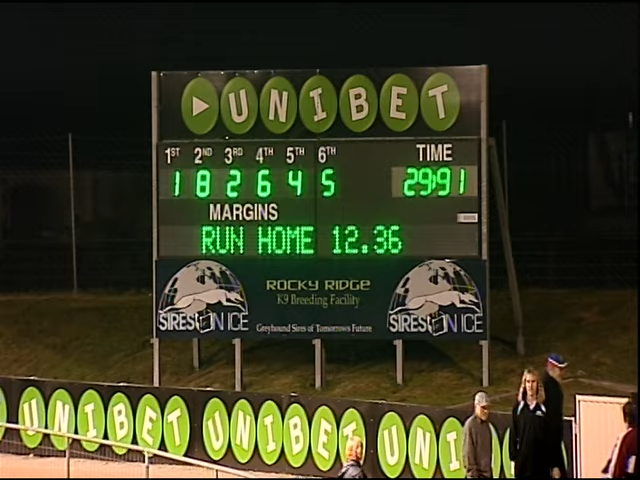 UNIBET
1ST 2ND 3RD 4TH 5TH 6TH TIME
1 8 2 6 4 5 29.91
MARGINS
RUN HOME 12.36
SIRES ON ICE
ROCKY RIDGE
K9 Breeding Facility
Greyhound Sires of Tomorrows Future
SIRES ON ICE
UNIBET UNIBET UNI